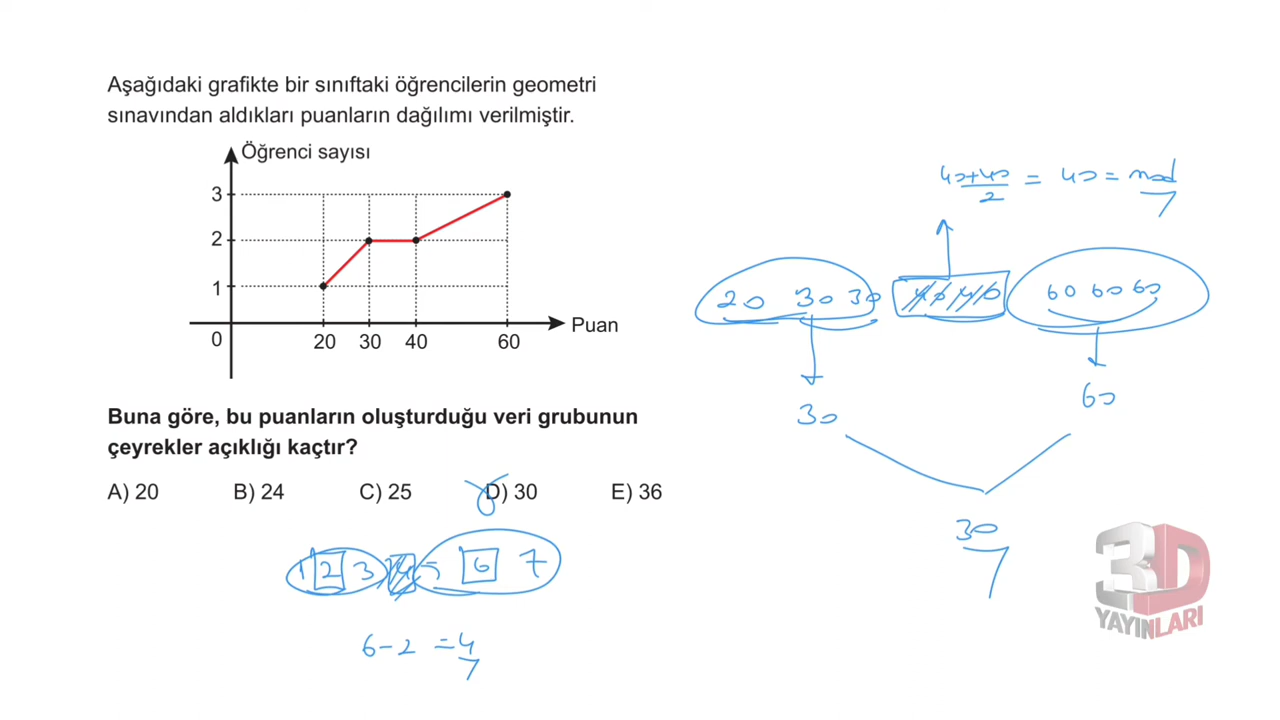 Aşağıdaki grafikte bir sınıftaki öğrencilerin geometri
sınavından aldıkları puanların dağılımı verilmiştir.
Öğrenci sayısı
3
2
1
0
20 30 40 60
Puan
Buna göre, bu puanların oluşturduğu veri grubunun
çeyrekler açıklığı kaçtır?
A) 20 B) 24 C) 25 D) 30 E) 36
1 2 3 4 5 6 7
6-2 = 4
40+40/2 = 40 = mod
20 30 30 40 40 60 60 60
30 60
30
3D
YAYINLARI